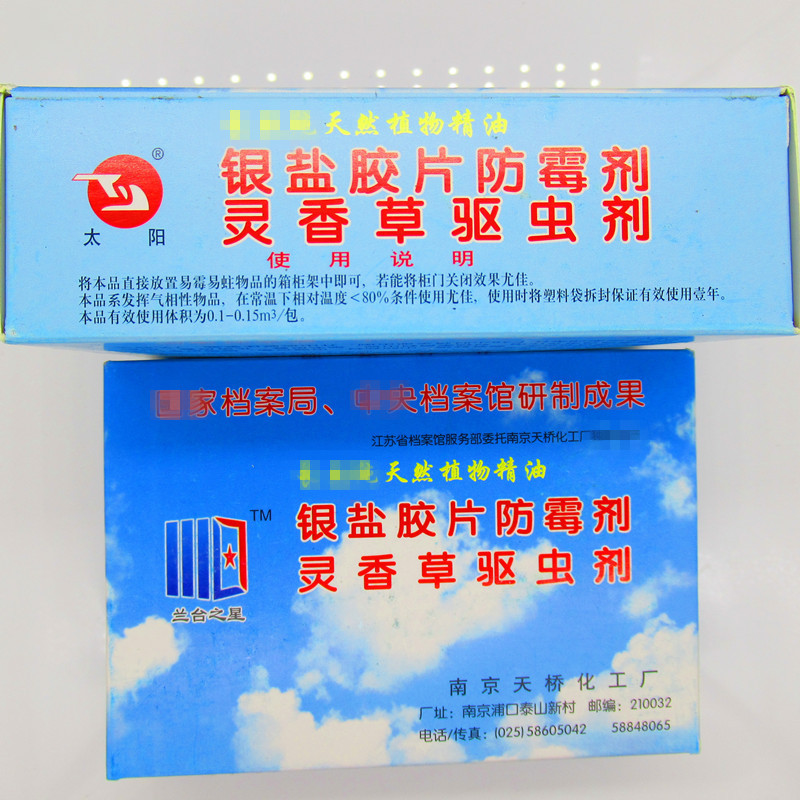 天然植物精油
®
银盐胶片防霉剂
灵香草驱虫剂
太阳
使用说明
将本品直接放置易霉易蛀物品的箱柜架中即可，若能将柜门关闭效果尤佳。
本品系发挥气相性物品，在常温下相对温度＜80%条件使用尤佳，使用时将塑料袋拆封保证有效使用壹年。
本品有效使用体积为0.1-0.15m³/包。
家档案局、央档案馆研制成果
江苏省档案馆服务部委托南京天桥化工厂
天然植物精油
TM
银盐胶片防霉剂
灵香草驱虫剂
兰台之星
南京天桥化工厂
厂址：南京浦口泰山新村 邮编：210032
电话/传真：(025)58605042 58848065